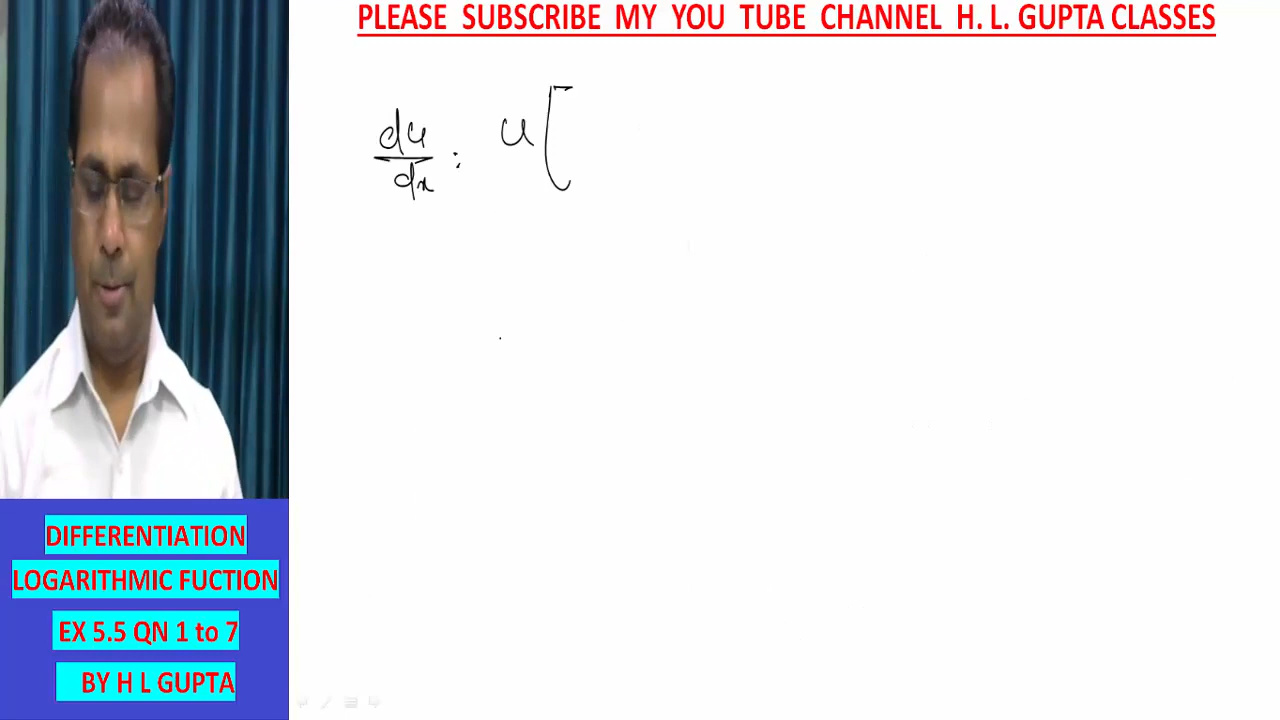 PLEASE SUBSCRIBE MY YOU TUBE CHANNEL H. L. GUPTA CLASSES
du/dx : u[
DIFFERENTIATION
LOGARITHMIC FUCTION
EX 5.5 QN 1 to 7
BY H L GUPTA